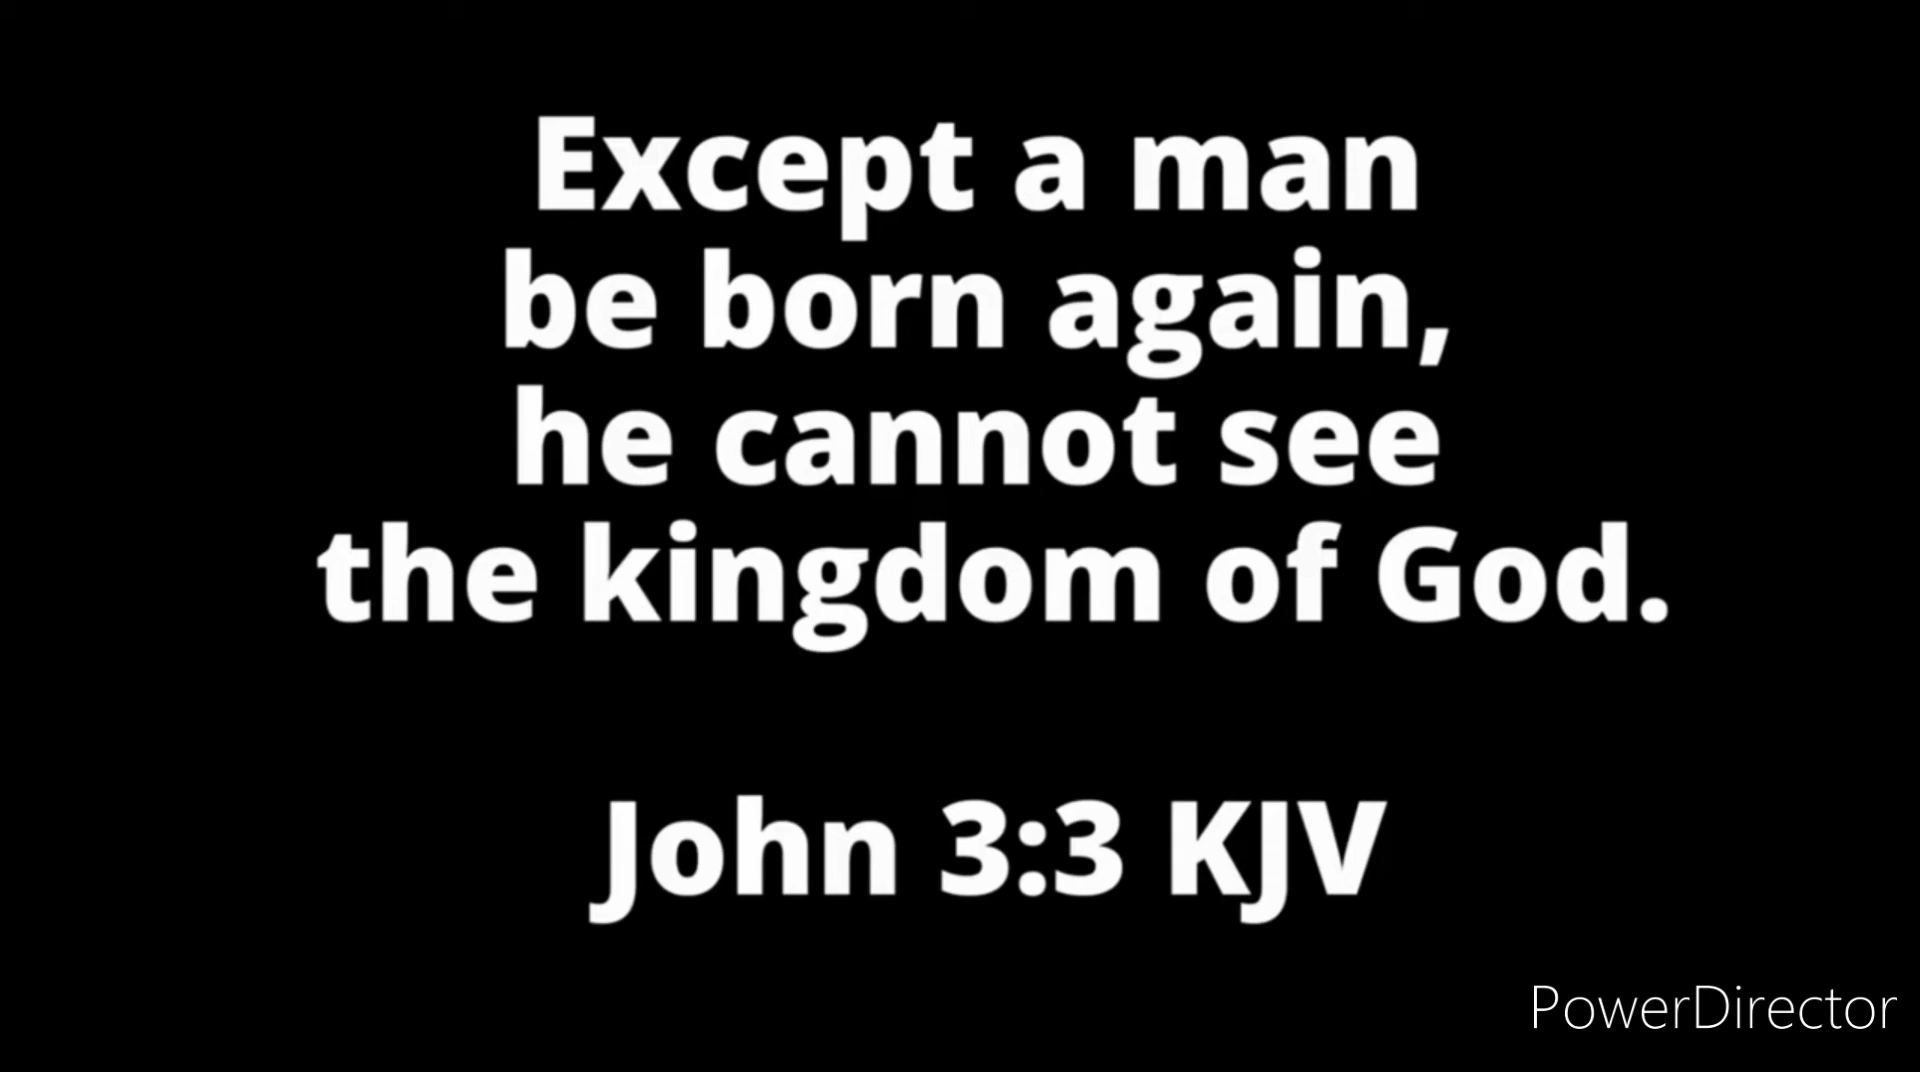 Except a man
be born again,
he cannot see
the kingdom of God.
John 3:3 KJV
PowerDirector